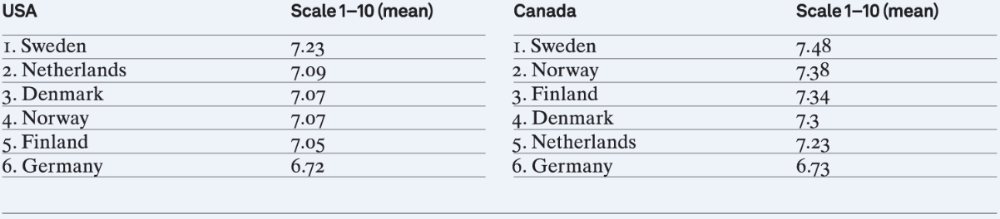 USA Scale 1–10 (mean) Canada Scale 1–10 (mean)
1. Sweden 7.23 1. Sweden 7.48
2. Netherlands 7.09 2. Norway 7.38
3. Denmark 7.07 3. Finland 7.34
4. Norway 7.07 4. Denmark 7.3
5. Finland 7.05 5. Netherlands 7.23
6. Germany 6.72 6. Germany 6.73